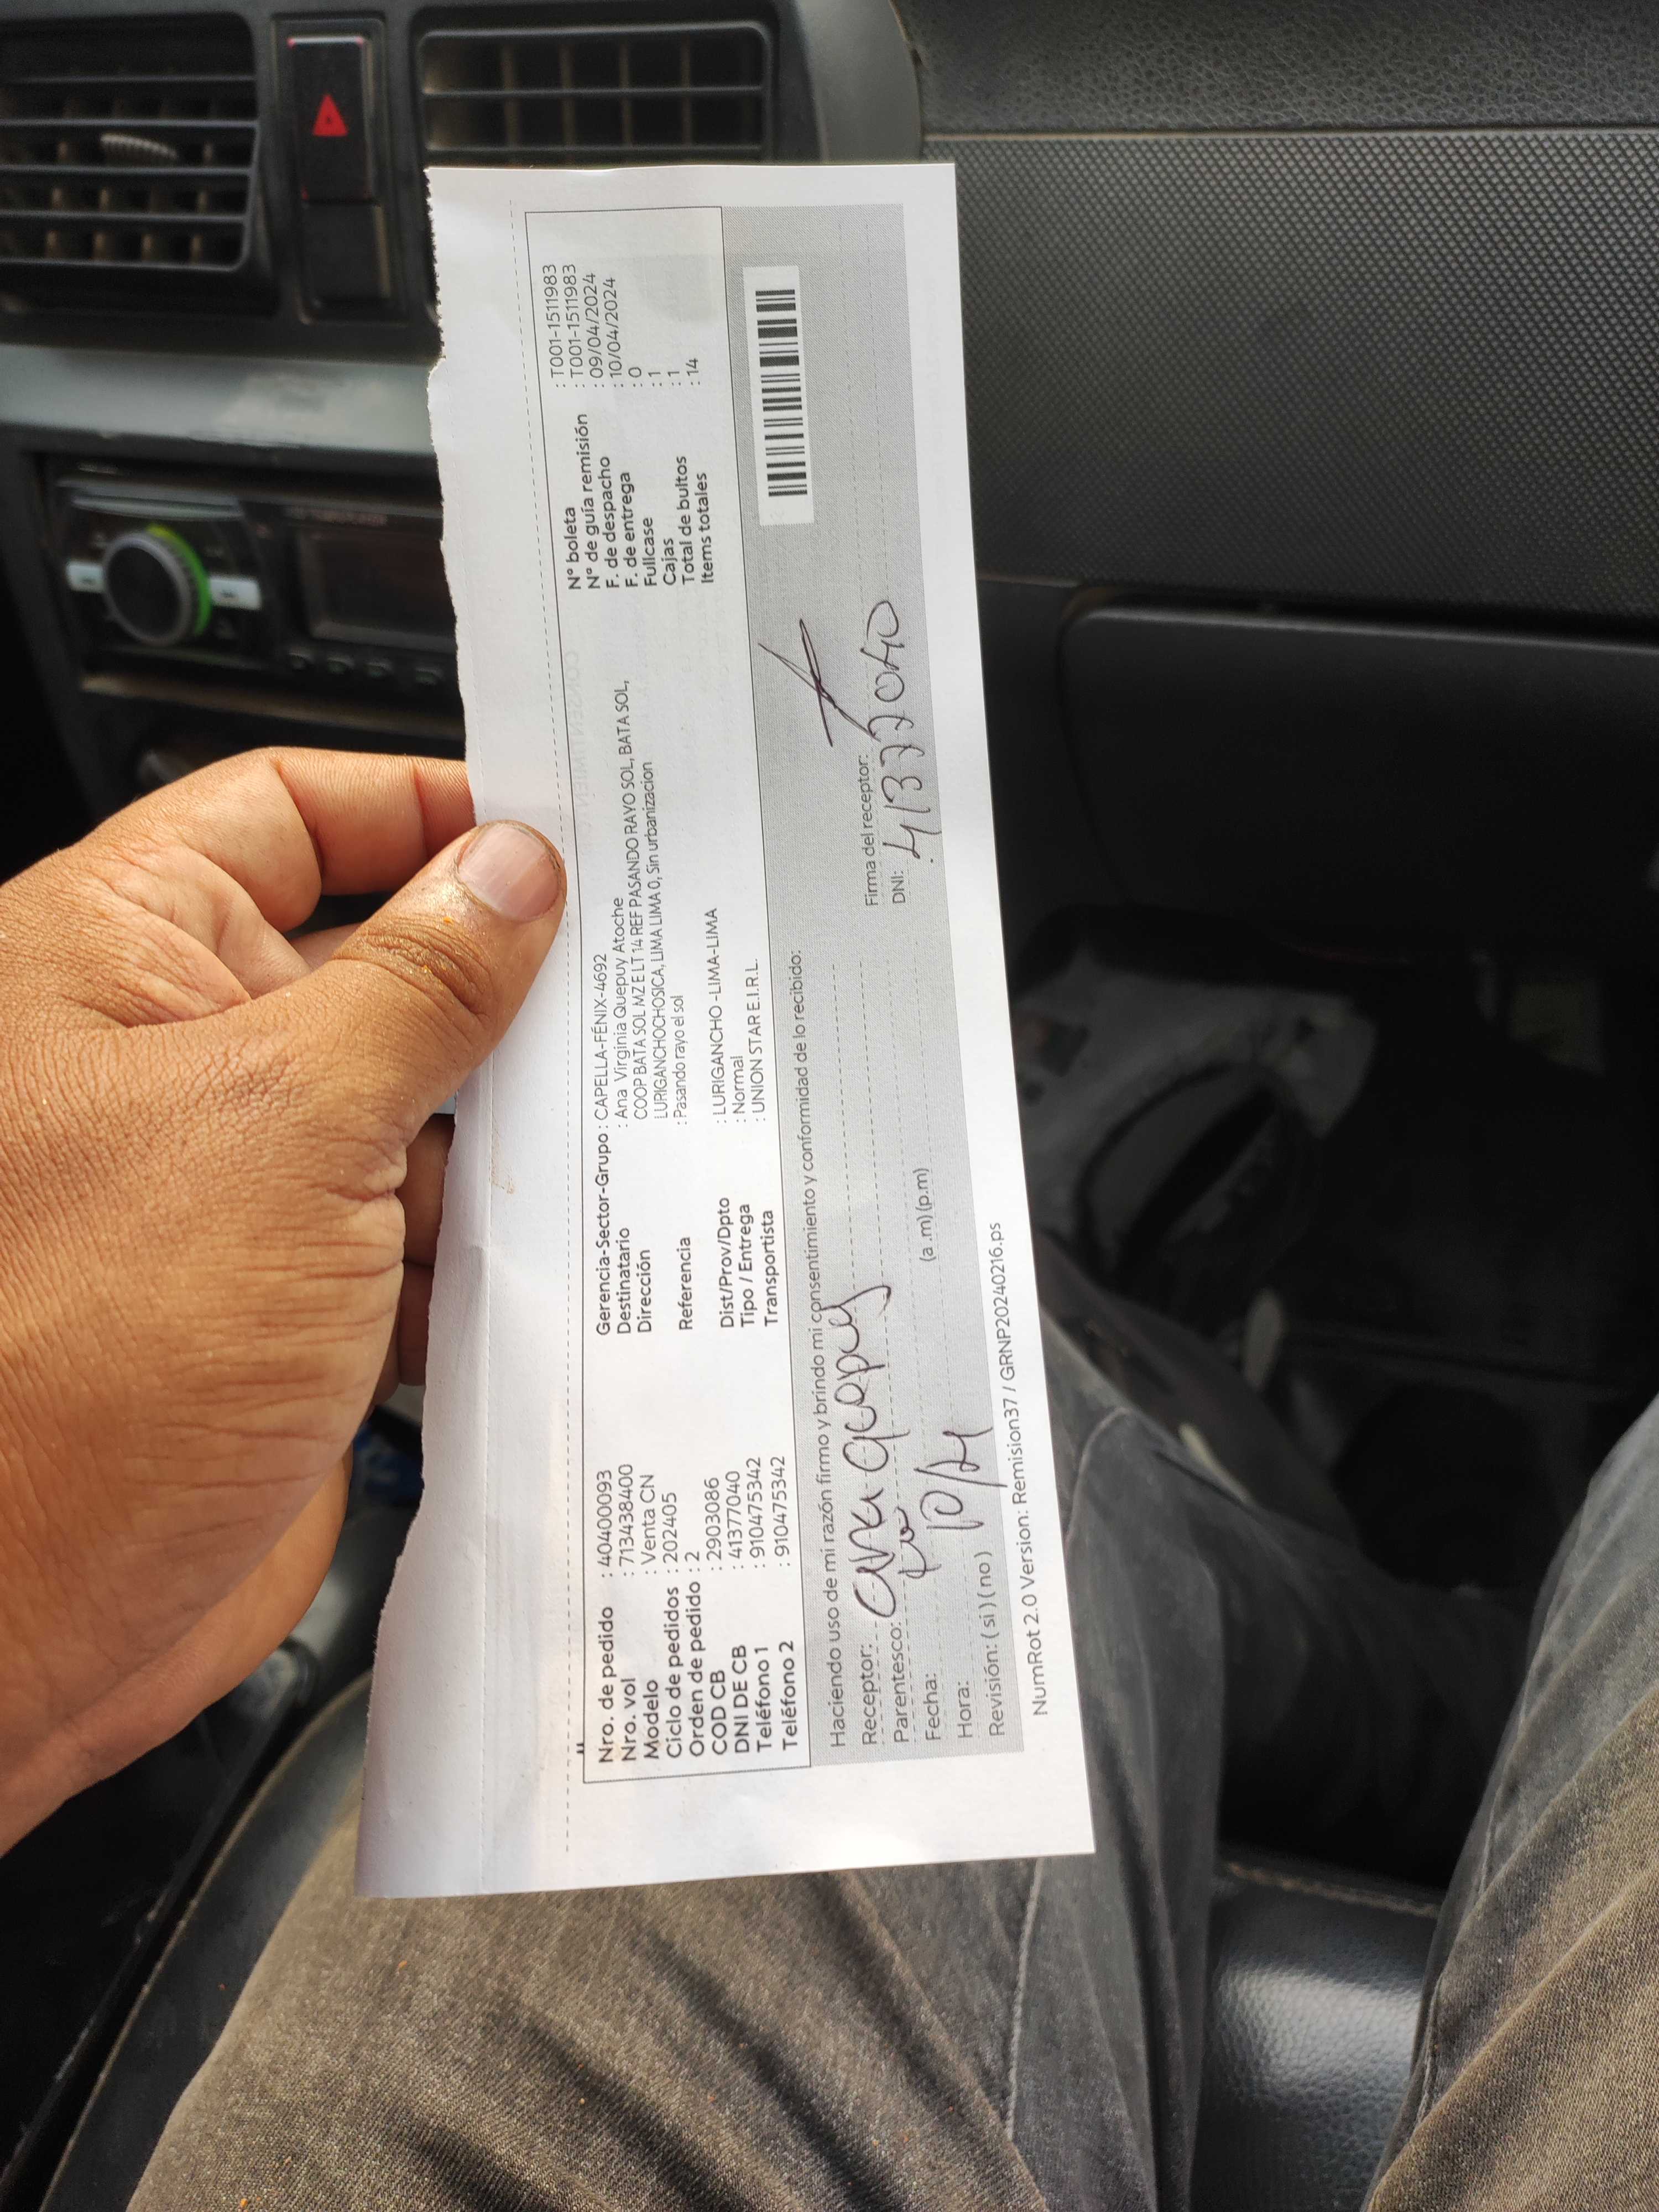 Nro. de pedido : 40400093
Nro. vol : 713438400
Modelo : Venta CN
Ciclo de pedidos : 202405
Orden de pedido : 2
COD CB : 2903086
DNI DE CB : 41377040
Teléfono 1 : 910475342
Teléfono 2 : 910475342
Gerencia-Sector-Grupo : CAPELLA-FÉNIX-4692
Destinatario : Ana Virginia Quepuy Atoche
Dirección COOP BATA SOL MZ E LT 14 REF PASANDO RAYO SOL, BATA SOL,
LURIGANCHOCHOSICA, LIMA LIMA 0, Sin urbanizacion
Referencia : Pasando rayo el sol
Dist/Prov/Dpto : LURIGANCHO -LIMA-LIMA
Tipo / Entrega : Normal
Transportista : UNION STAR E.I.R.L.
N° boleta : T001-1511983
N° de guía remisión : T001-1511983
F. de despacho : 09/04/2024
F. de entrega : 10/04/2024
Fullcase : 0
Cajas : 1
Total de bultos : 1
Items totales : 14
Haciendo uso de mi razón firmo y brindo mi consentimiento y conformidad de lo recibido:
Receptor: ana
Parentesco:
Fecha: 10/4
Hora: (a .m) (p.m)
Revisión: ( si ) ( no )
Firma del receptor:
DNI: 41377040
NumRot 2.0 Version: Remision37 / GRNP20240216.ps